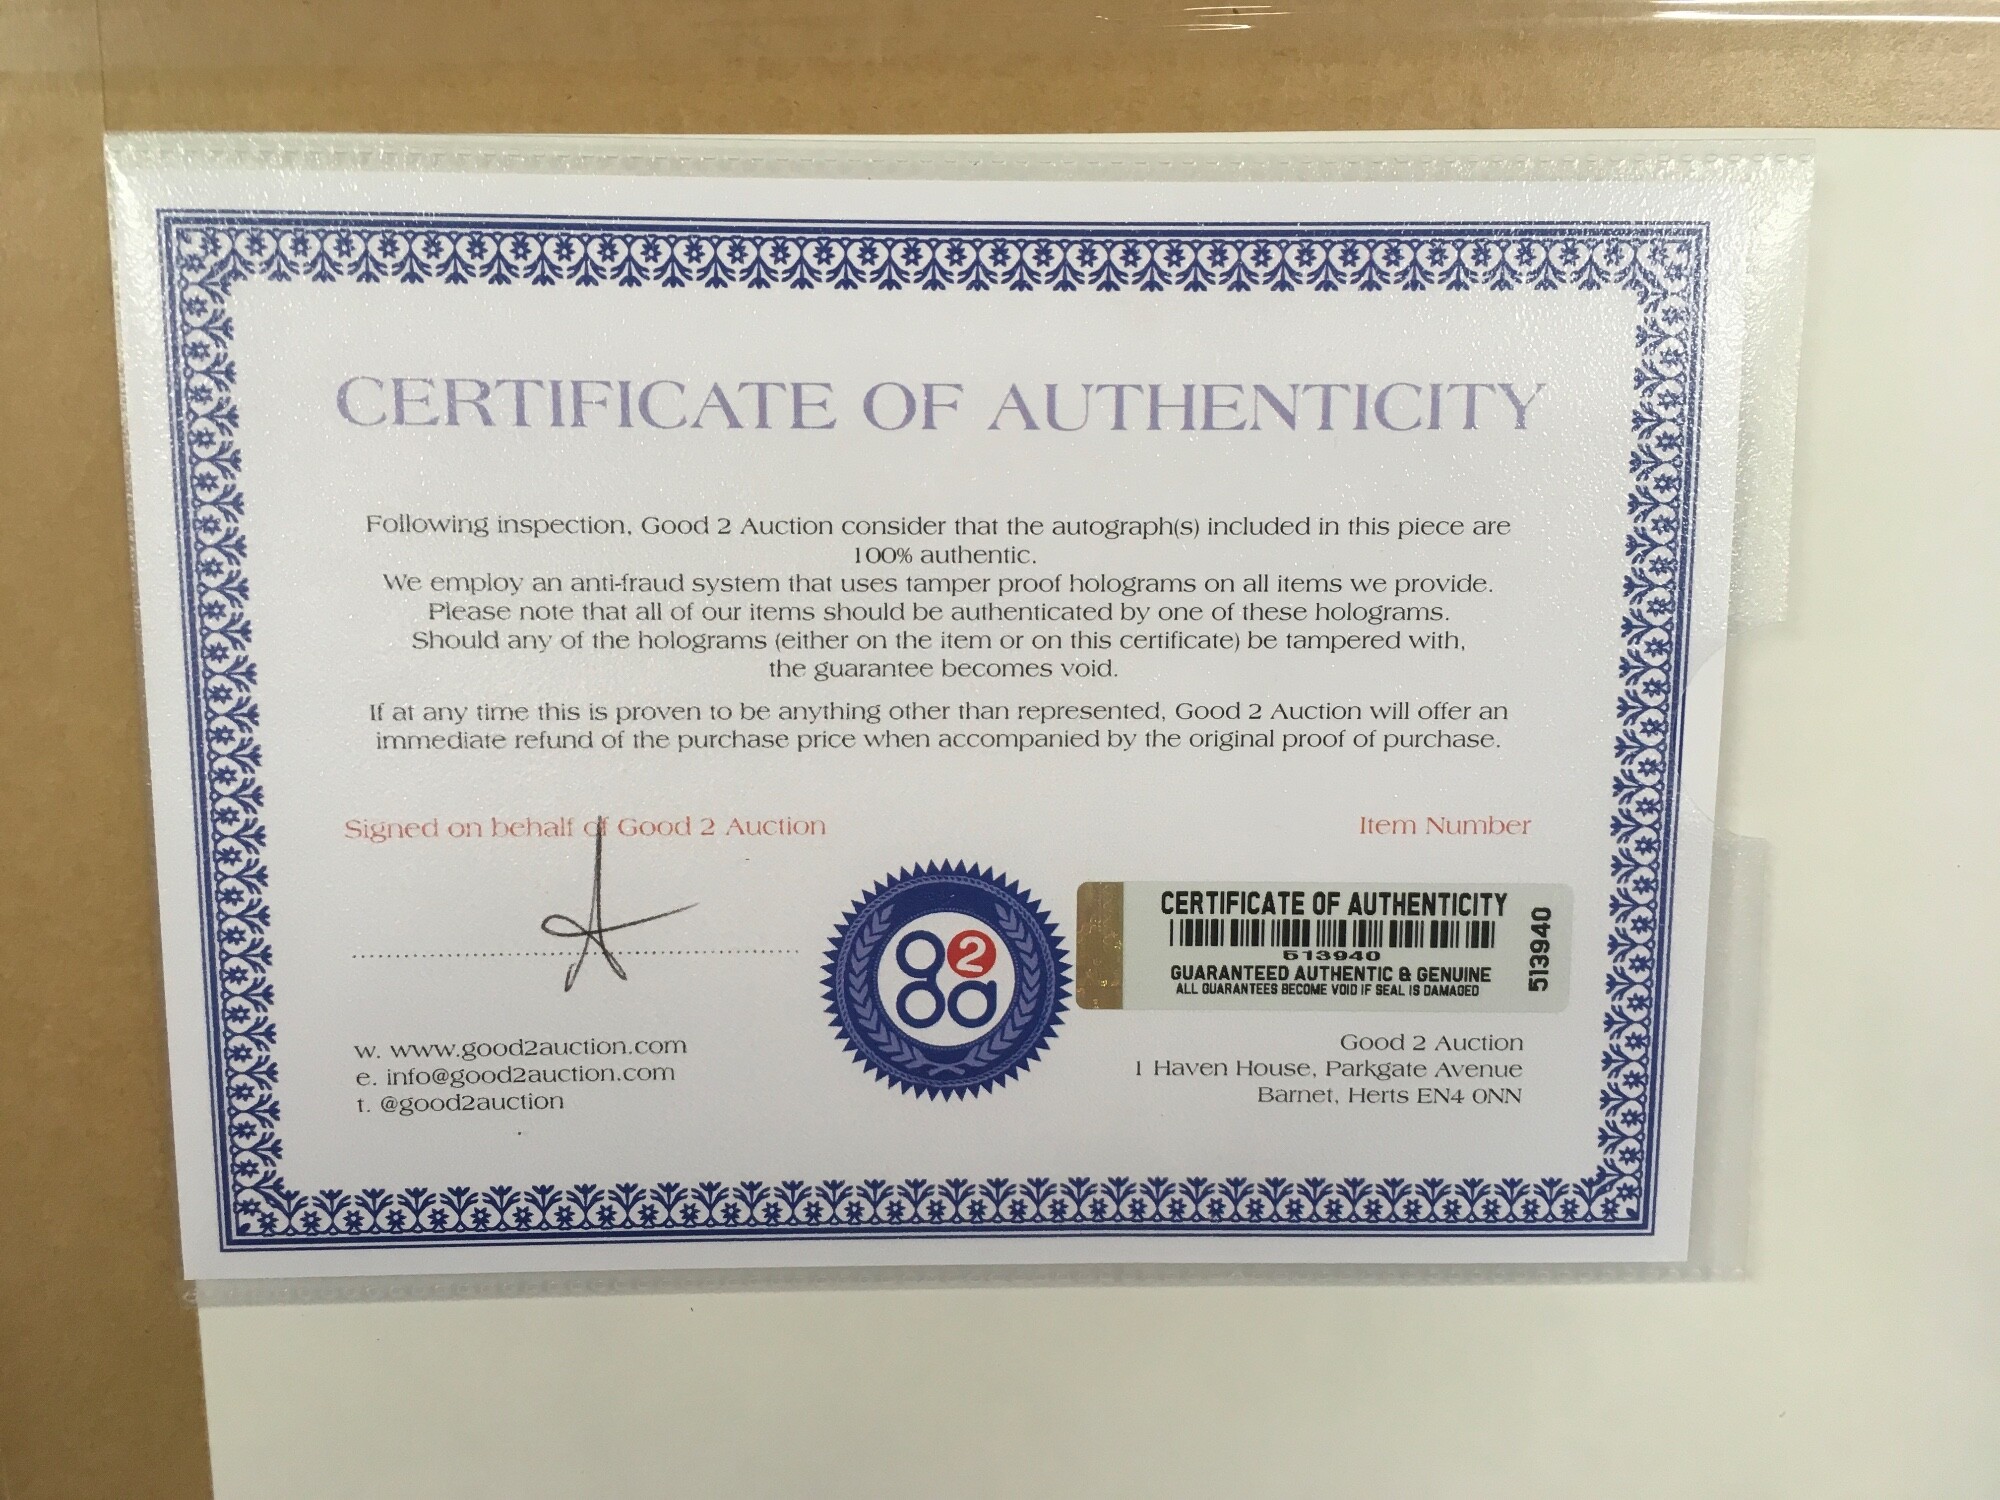 CERTIFICATE OF AUTHENTICITY
Following inspection, Good 2 Auction consider that the autograph(s) included in this piece are
100% authentic.
We employ an anti-fraud system that uses tamper proof holograms on all items we provide.
Please note that all of our items should be authenticated by one of these holograms.
Should any of the holograms (either on the item or on this certificate) be tampered with,
the guarantee becomes void.
If at any time this is proven to be anything other than represented, Good 2 Auction will offer an
immediate refund of the purchase price when accompanied by the original proof of purchase.
Signed on behalf of Good 2 Auction
Item Number
g2
oa
CERTIFICATE OF AUTHENTICITY
513940
GUARANTEED AUTHENTIC & GENUINE
ALL GUARANTEES BECOME VOID IF SEAL IS DAMAGED
513940
w. www.good2auction.com
e. info@good2auction.com
t. @good2auction
Good 2 Auction
1 Haven House, Parkgate Avenue
Barnet, Herts EN4 0NN